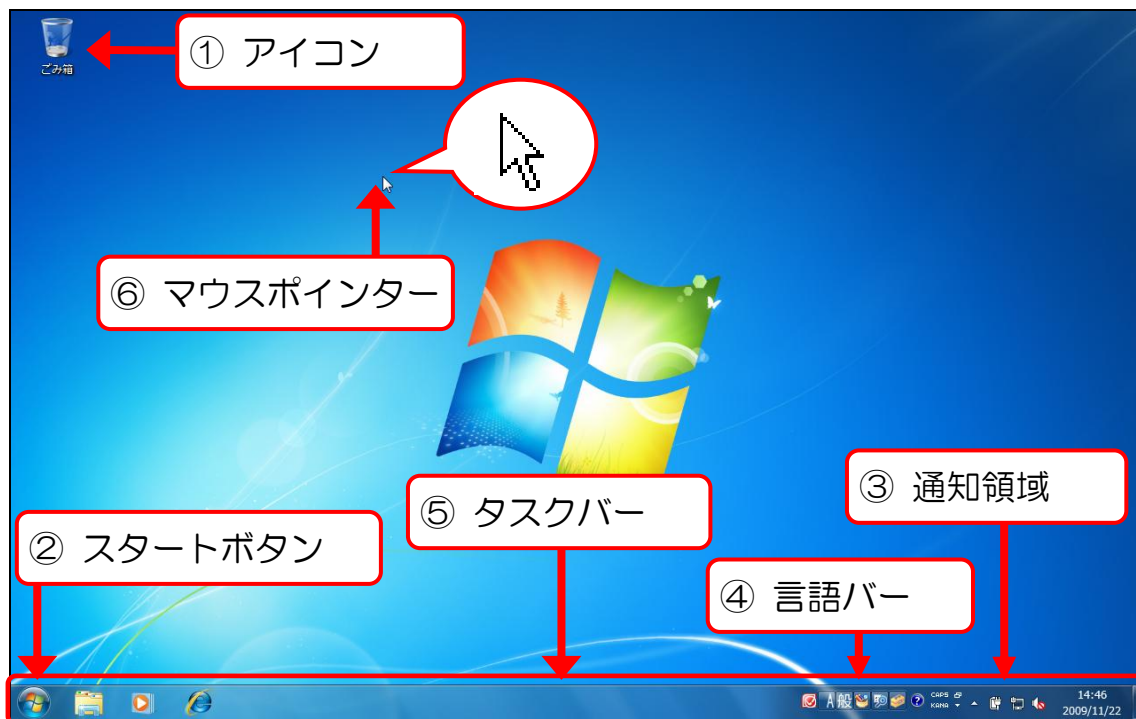 ごみ箱
① アイコン
⑥ マウスポインター
③ 通知領域
⑤ タスクバー
② スタートボタン
④ 言語バー
A 般 CAPS KANA
14:46
2009/11/22